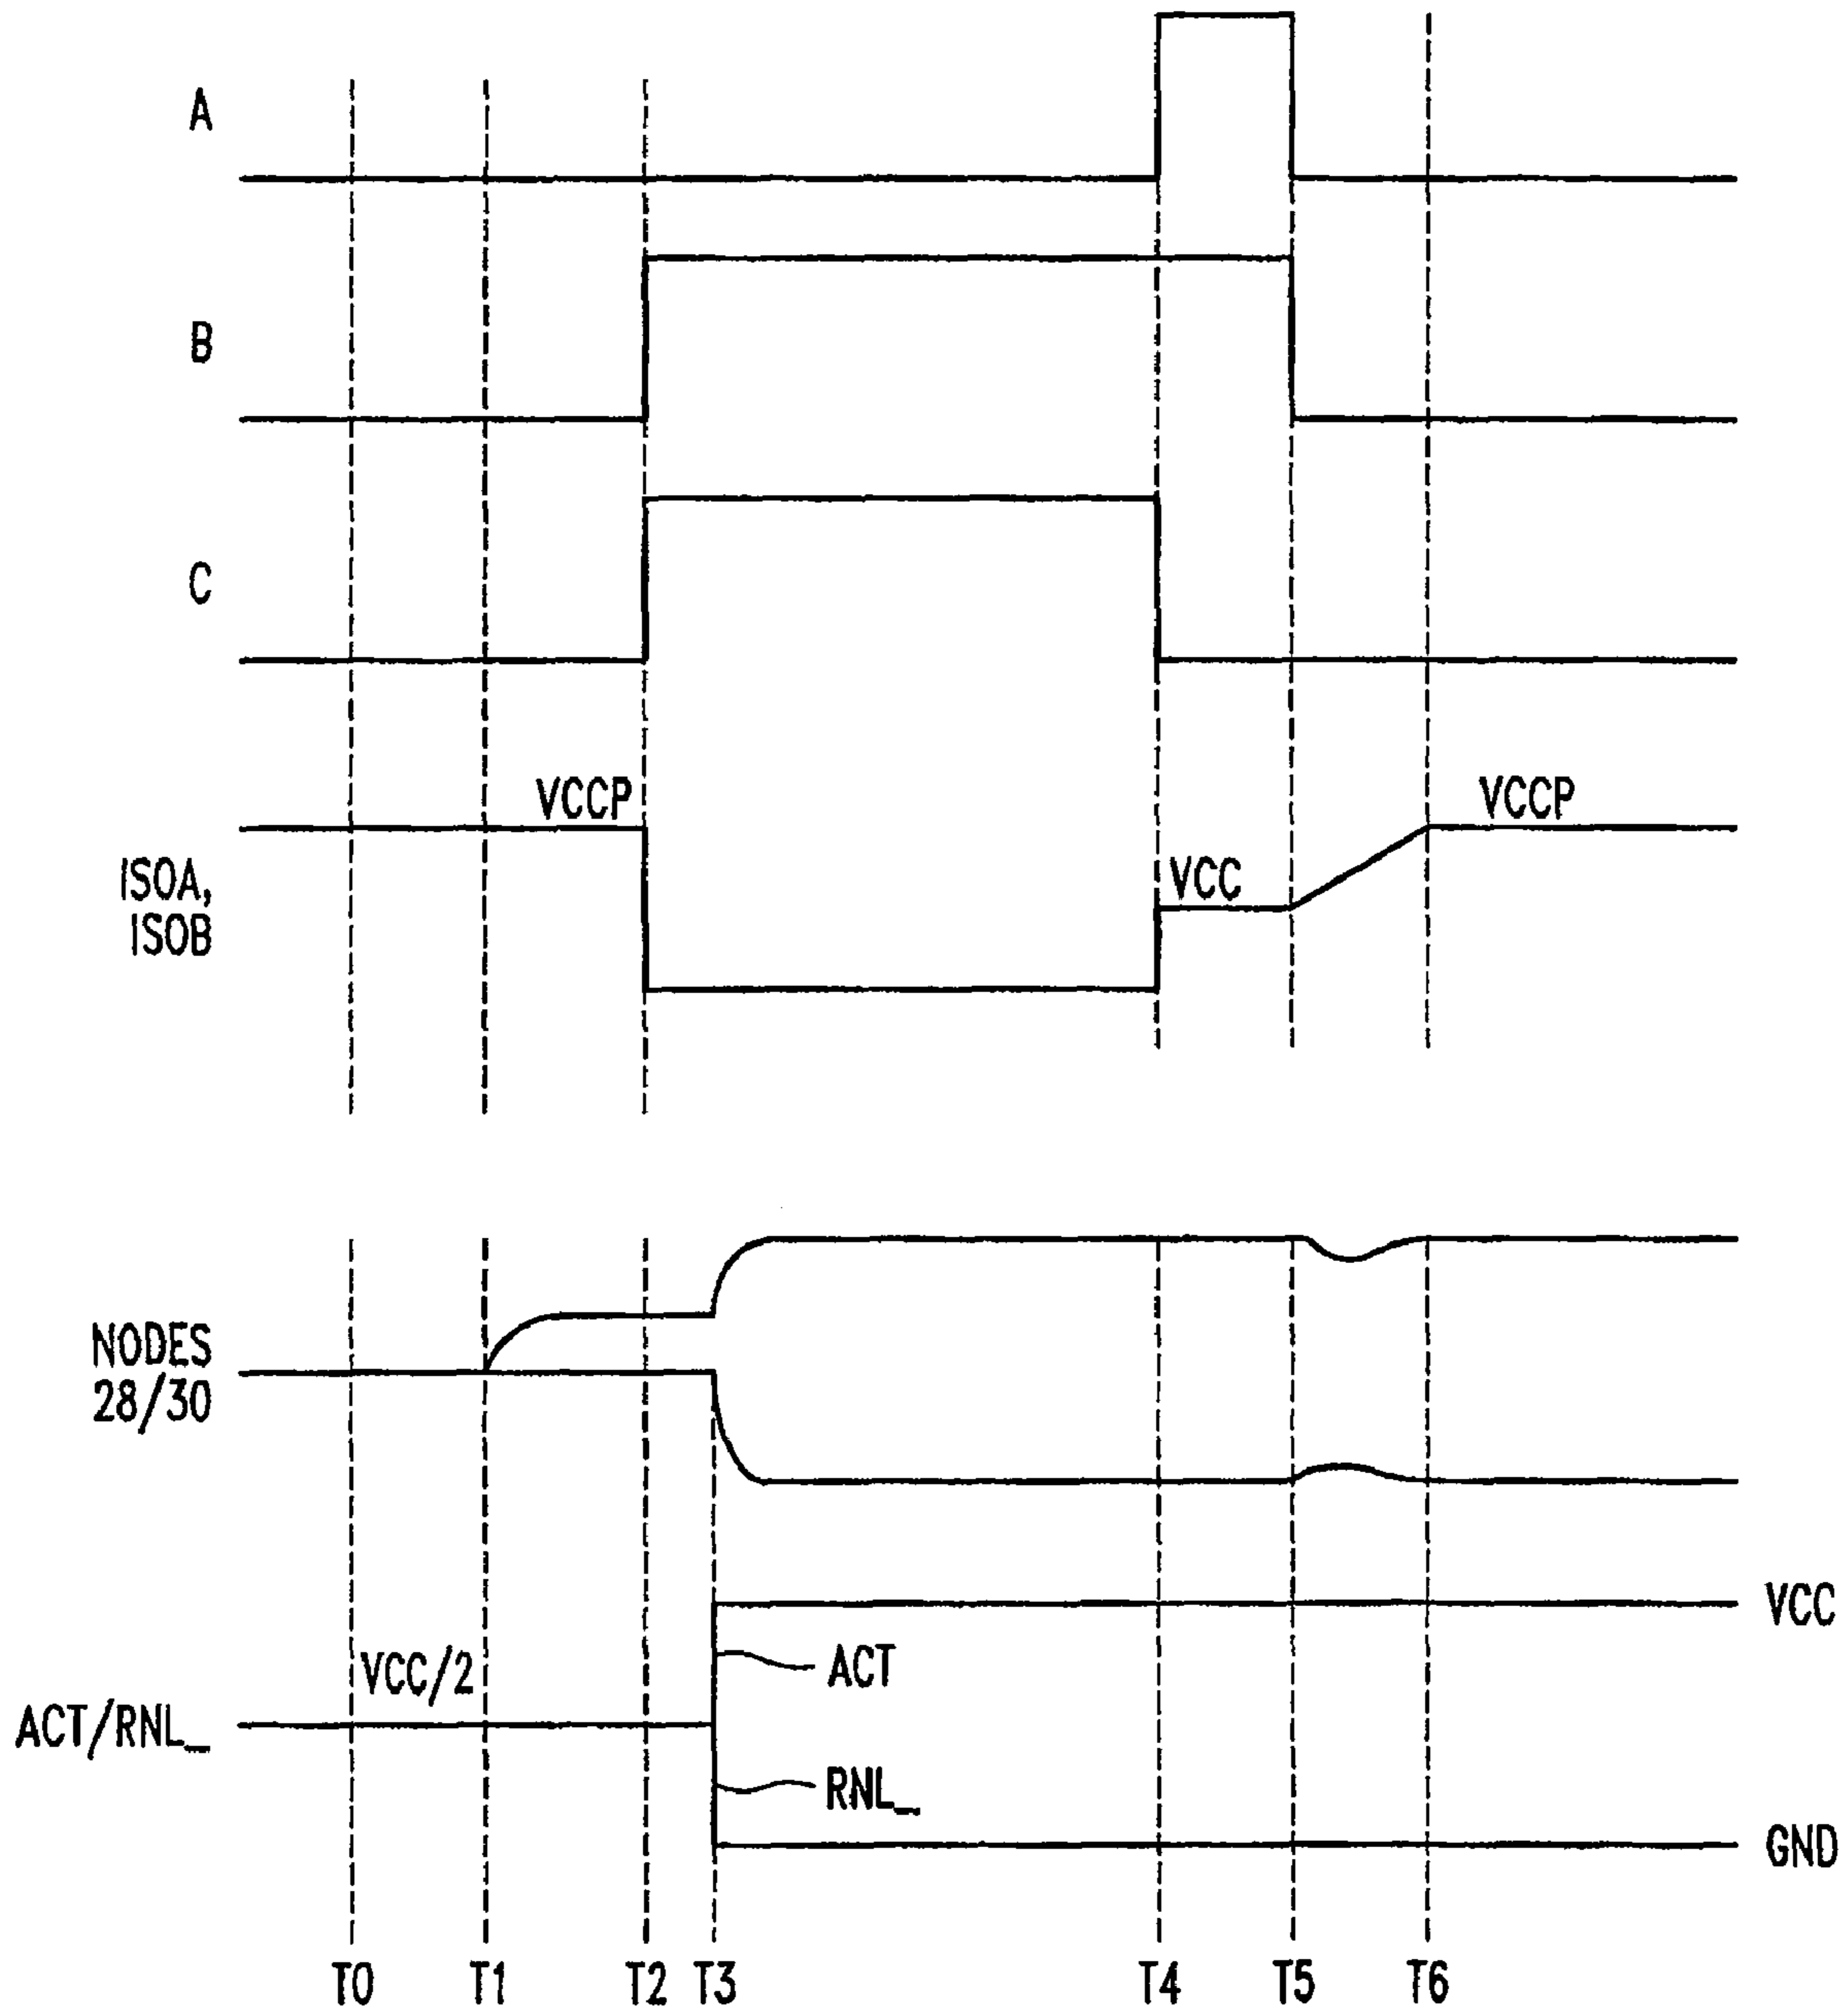 A
B
C
VCCP
VCCP
VCC
ISOA,
ISOB
NODES
28/30
VCC
ACT
VCC/2
ACT/RNL_
RNL_
GND
T0 T1 T2 T3 T4 T5 T6